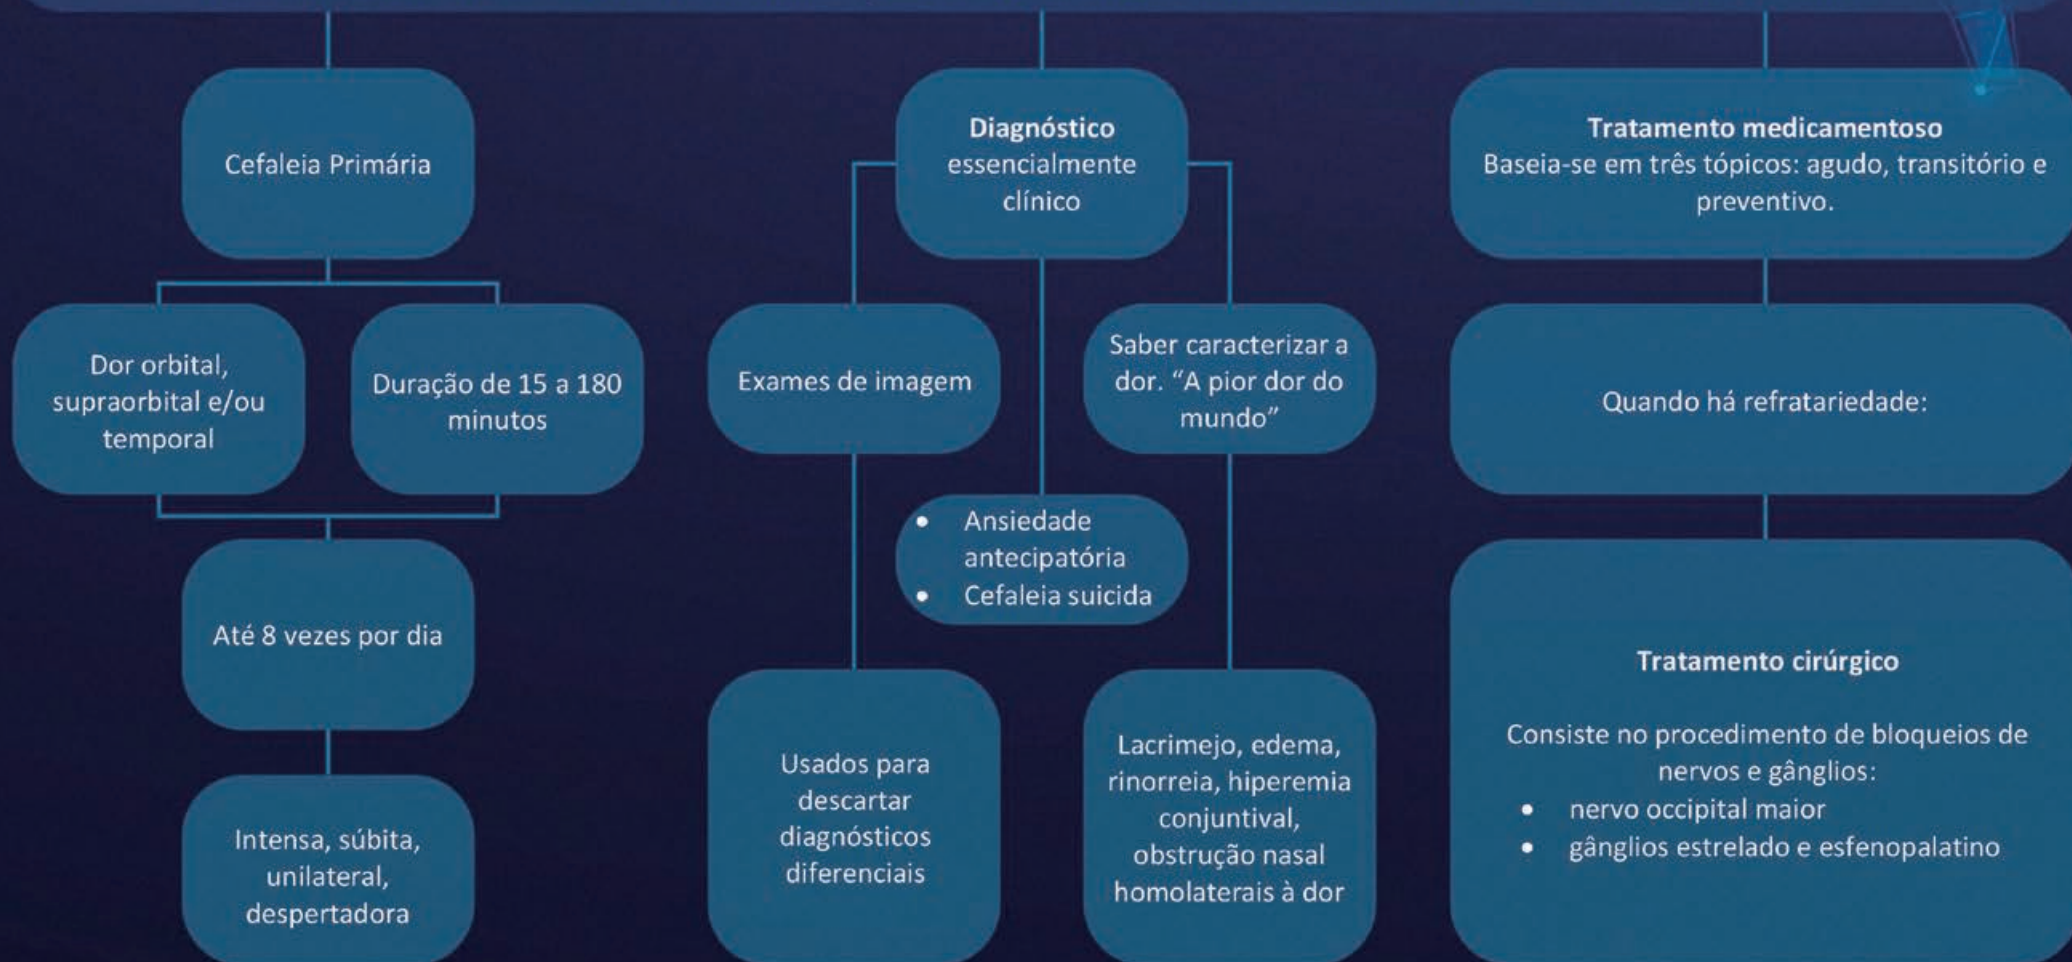 Cefaleia Primária
Dor orbital,
supraorbital e/ou
temporal
Duração de 15 a 180
minutos
Até 8 vezes por dia
Intensa, súbita,
unilateral,
despertadora
Diagnóstico
essencialmente
clínico
Exames de imagem
Saber caracterizar a
dor. “A pior dor do
mundo”
• Ansiedade
antecipatória
• Cefaleia suicida
Usados para
descartar
diagnósticos
diferenciais
Lacrimejo, edema,
rinorreia, hiperemia
conjuntival,
obstrução nasal
homolaterais à dor
Tratamento medicamentoso
Baseia-se em três tópicos: agudo, transitório e
preventivo.
Quando há refratariedade:
Tratamento cirúrgico
Consiste no procedimento de bloqueios de
nervos e gânglios:
• nervo occipital maior
• gânglios estrelado e esfenopalatino